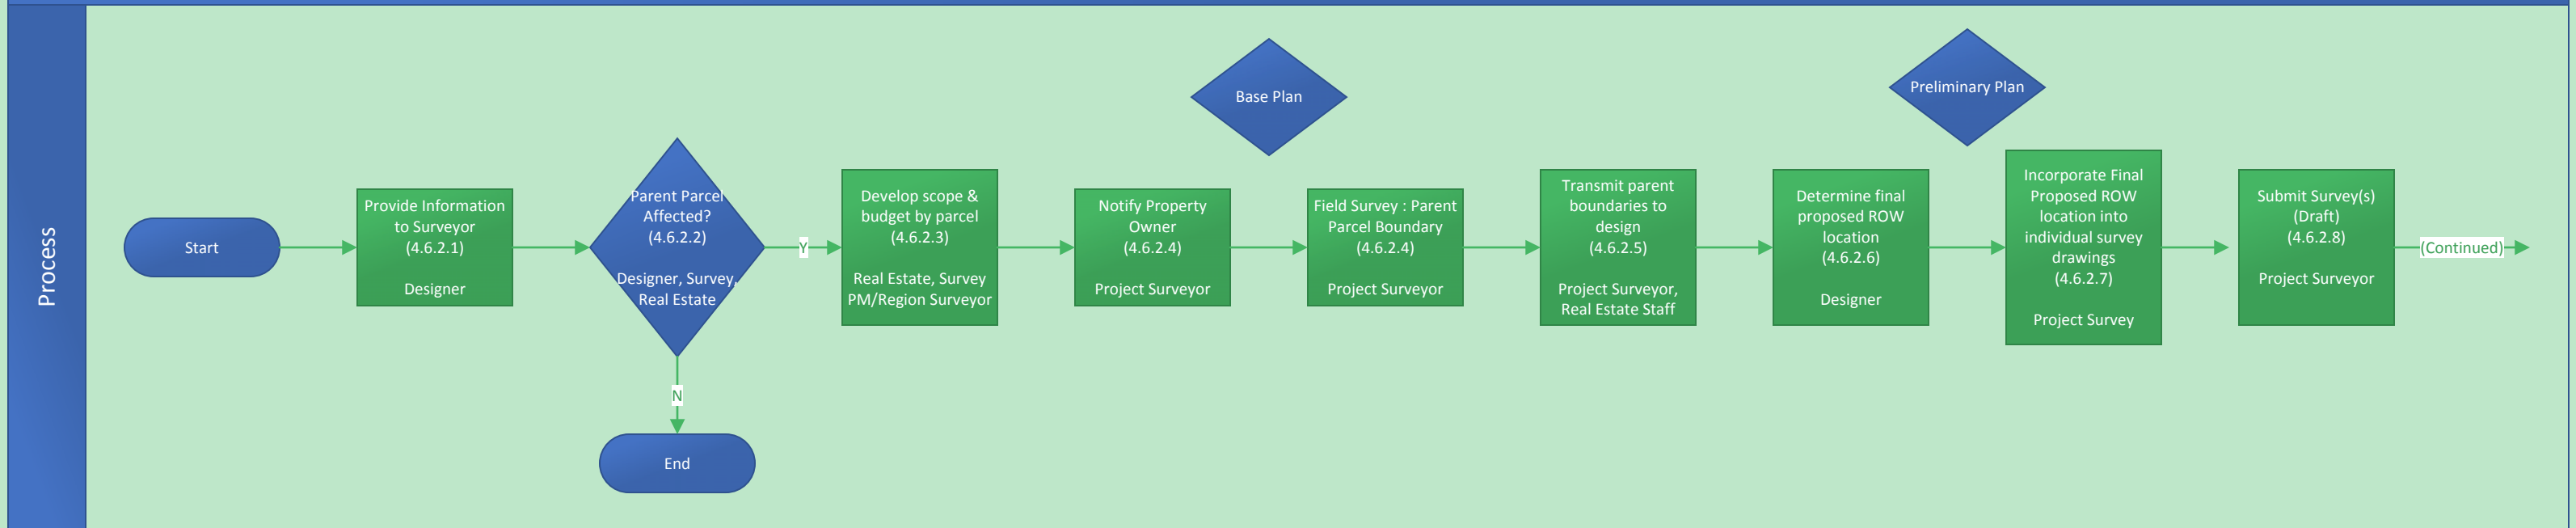 Process
Start
Provide Information
to Surveyor
(4.6.2.1)
Designer
Parent Parcel
Affected?
(4.6.2.2)
Designer, Survey,
Real Estate
N
End
Y
Develop scope &
budget by parcel
(4.6.2.3)
Real Estate, Survey
PM/Region Surveyor
Base Plan
Notify Property
Owner
(4.6.2.4)
Project Surveyor
Field Survey : Parent
Parcel Boundary
(4.6.2.4)
Project Surveyor
Transmit parent
boundaries to
design
(4.6.2.5)
Project Surveyor,
Real Estate Staff
Preliminary Plan
Determine final
proposed ROW
location
(4.6.2.6)
Designer
Incorporate Final
Proposed ROW
location into
individual survey
drawings
(4.6.2.7)
Project Survey
Submit Survey(s)
(Draft)
(4.6.2.8)
Project Surveyor
(Continued)